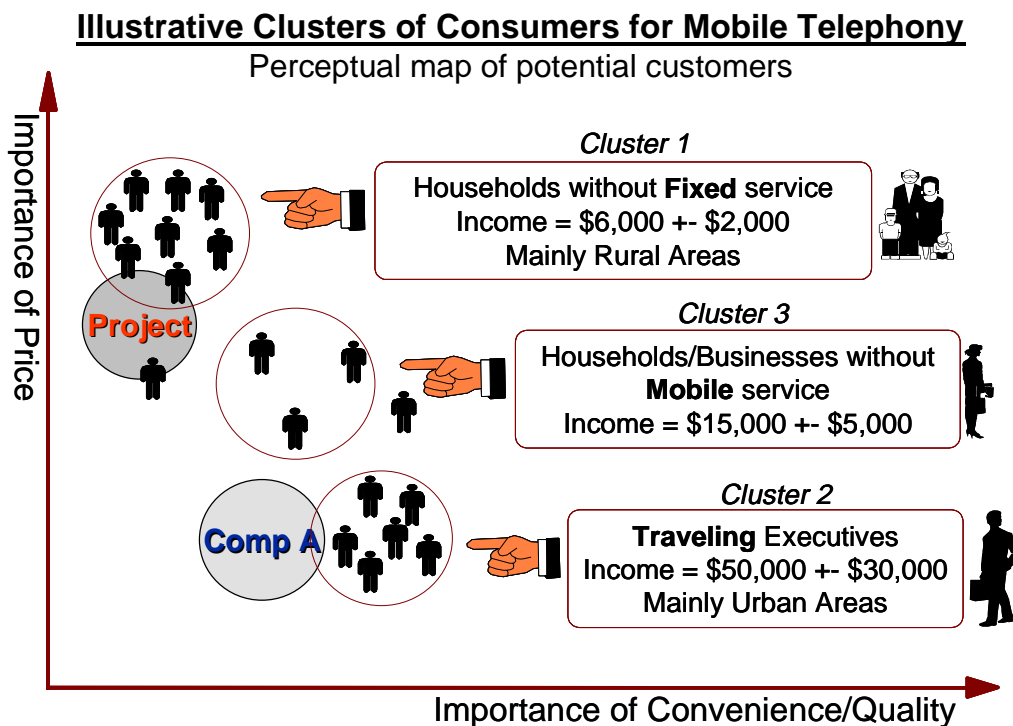 Illustrative Clusters of Consumers for Mobile Telephony
Perceptual map of potential customers
Importance of Price
Cluster 1
Households without Fixed service
Income = $6,000 +- $2,000
Mainly Rural Areas
Project
Cluster 3
Households/Businesses without
Mobile service
Income = $15,000 +- $5,000
Cluster 2
Comp A
Traveling Executives
Income = $50,000 +- $30,000
Mainly Urban Areas
Importance of Convenience/Quality